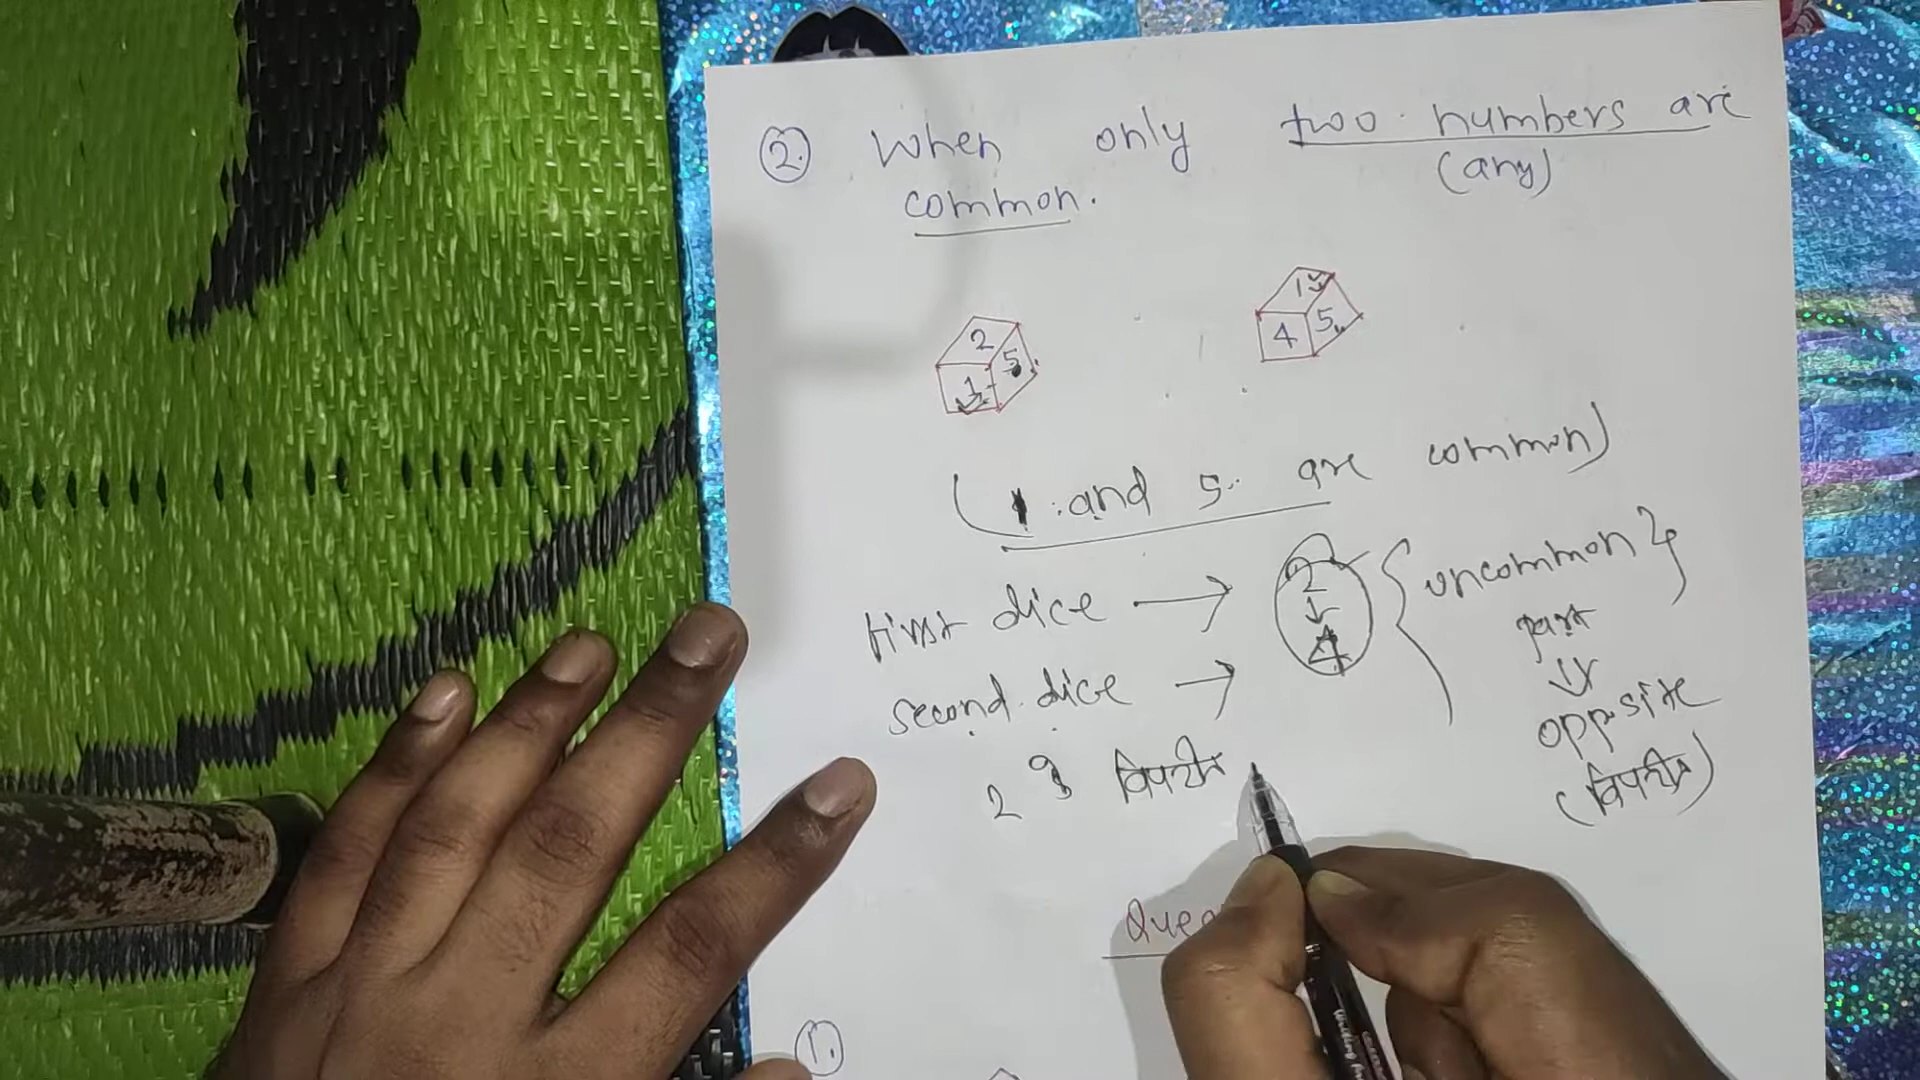 2. When only two numbers are
(any)
common.
2
5
1
1
4
5
(1 and 5 are common)
First dice → 2 {uncommon}
↓
4
part
↓
second dice →
opposite
(विपरीत)
2 के विपरीत
1.